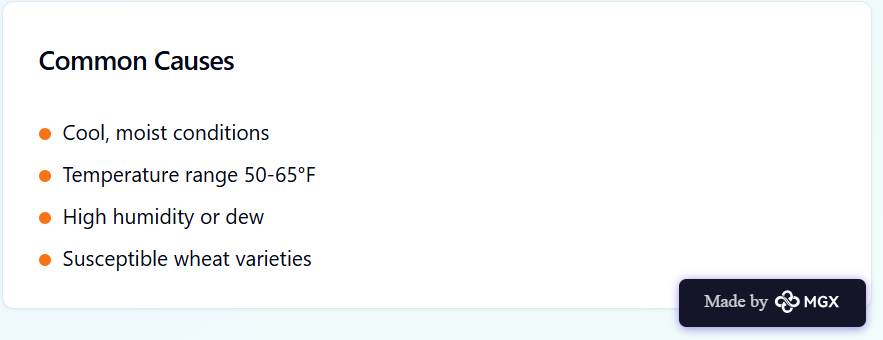 Common Causes
Cool, moist conditions
Temperature range 50-65°F
High humidity or dew
Susceptible wheat varieties
Made by MGX